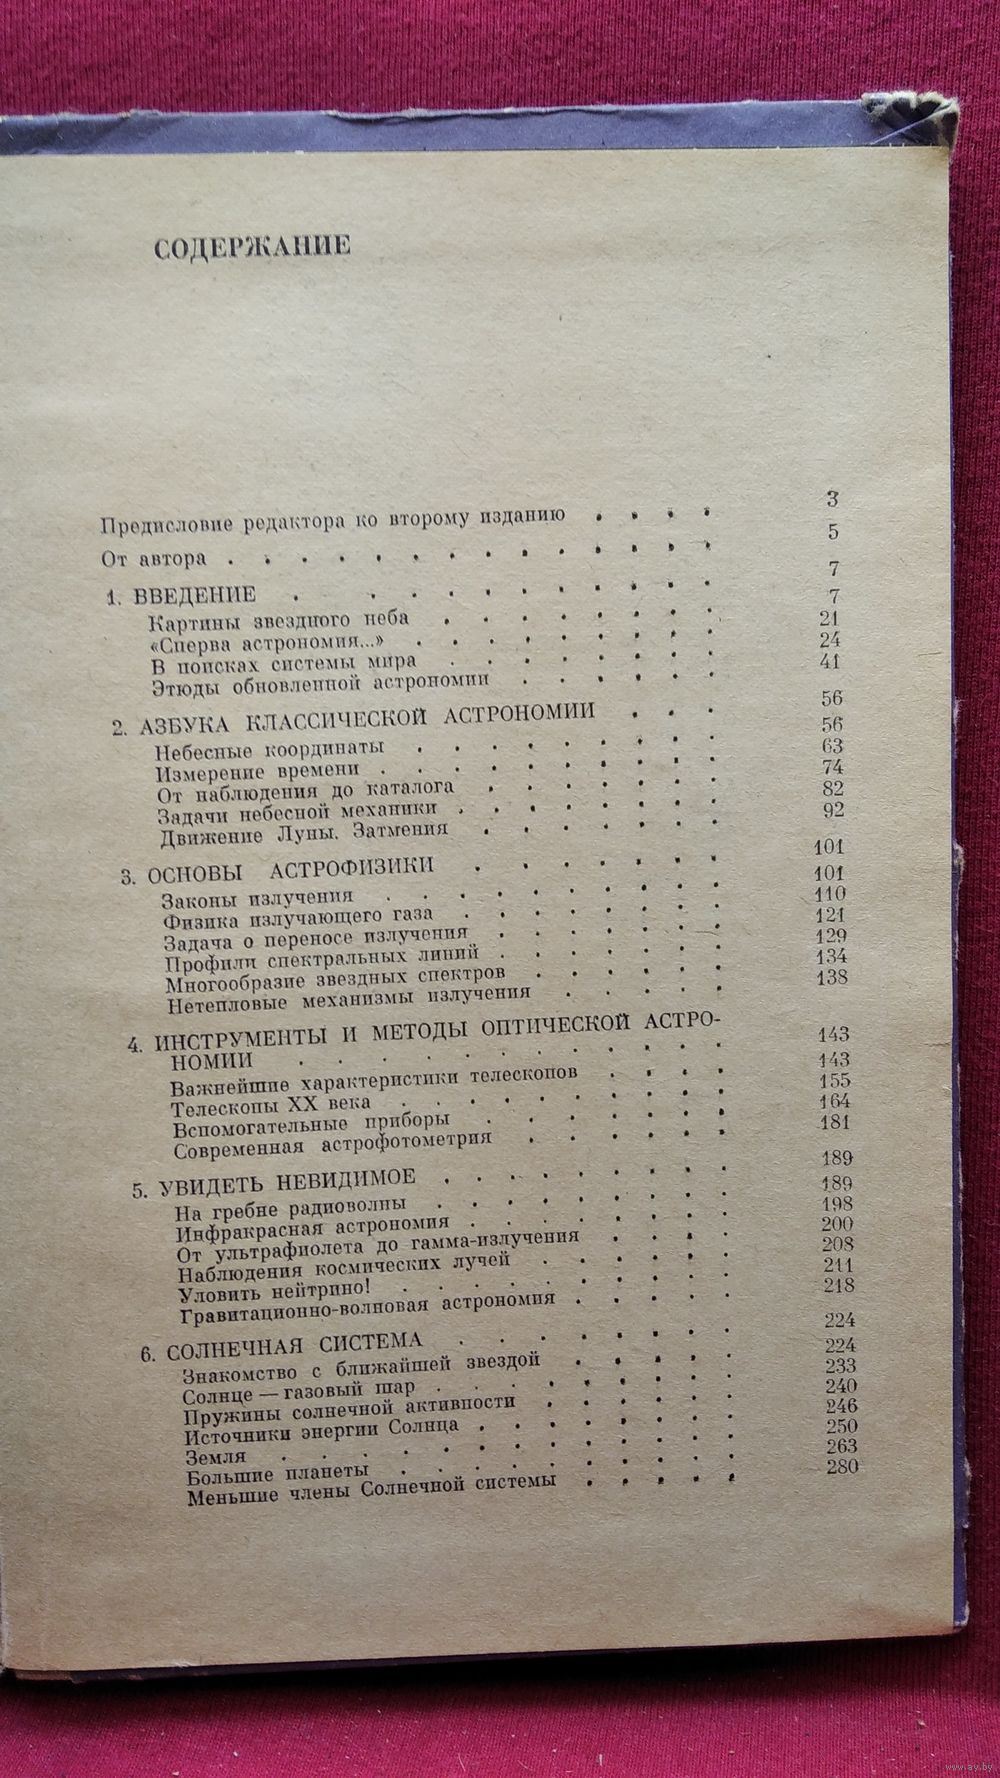 СОДЕРЖАНИЕ
Предисловие редактора ко второму изданию . . . . 3
От автора . . . . . . . . . . . . . . 5
1. ВВЕДЕНИЕ . . . . . . . . . . . 7
Картины звездного неба . . . . . . . . 7
«Сперва астрономия...» . . . . . . . . 21
В поисках системы мира . . . . . . . . 24
Этюды обновленной астрономии . . . . . . 41
2. АЗБУКА КЛАССИЧЕСКОЙ АСТРОНОМИИ . . . 56
Небесные координаты . . . . . . . . . 56
Измерение времени . . . . . . . . . . 63
От наблюдения до каталога . . . . . . . 74
Задачи небесной механики . . . . . . . . 82
Движение Луны. Затмения . . . . . . . 92
3. ОСНОВЫ АСТРОФИЗИКИ . . . . . . . 101
Законы излучения . . . . . . . . . . 101
Физика излучающего газа . . . . . . . . 110
Задача о переносе излучения . . . . . . . 121
Профили спектральных линий . . . . . . . 129
Многообразие звездных спектров . . . . . . 134
Нетепловые механизмы излучения . . . . . 138
4. ИНСТРУМЕНТЫ И МЕТОДЫ ОПТИЧЕСКОЙ АСТРО-
НОМИИ . . . . . . . . . . . 143
Важнейшие характеристики телескопов . . . . 143
Телескопы XX века . . . . . . . . . . 155
Вспомогательные приборы . . . . . . . 164
Современная астрофотометрия . . . . . . 181
5. УВИДЕТЬ НЕВИДИМОЕ . . . . . . . . 189
На гребне радиоволны . . . . . . . . . 189
Инфракрасная астрономия . . . . . . . . 198
От ультрафиолета до гамма-излучения . . . . 200
Наблюдения космических лучей . . . . . . 208
Уловить нейтрино! . . . . . . . . . . 211
Гравитационно-волновая астрономия . . . . . 218
6. СОЛНЕЧНАЯ СИСТЕМА . . . . . . . . 224
Знакомство с ближайшей звездой . . . . . 224
Солнце — газовый шар . . . . . . . . . 233
Пружины солнечной активности . . . . . . 240
Источники энергии Солнца . . . . . . . . 246
Земля . . . . . . . . . . . . . 250
Большие планеты . . . . . . . . . . 263
Меньшие члены Солнечной системы . . . . . 280
www.ay.by